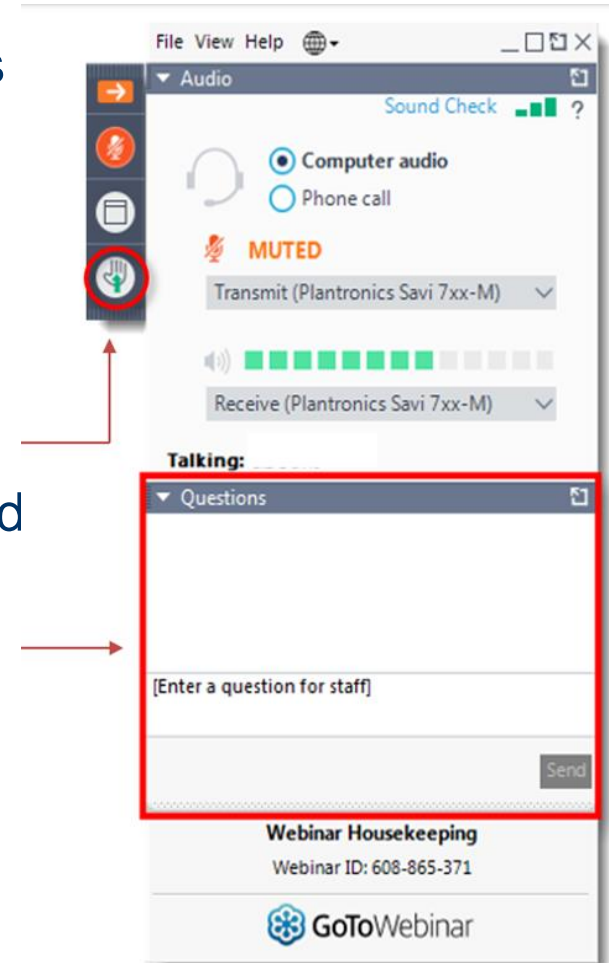 s
File View Help
Audio
Sound Check ?
Computer audio
Phone call
MUTED
Transmit (Plantronics Savi 7xx-M)
Receive (Plantronics Savi 7xx-M)
Talking:
d
Questions
[Enter a question for staff]
Send
Webinar Housekeeping
Webinar ID: 608-865-371
GoToWebinar